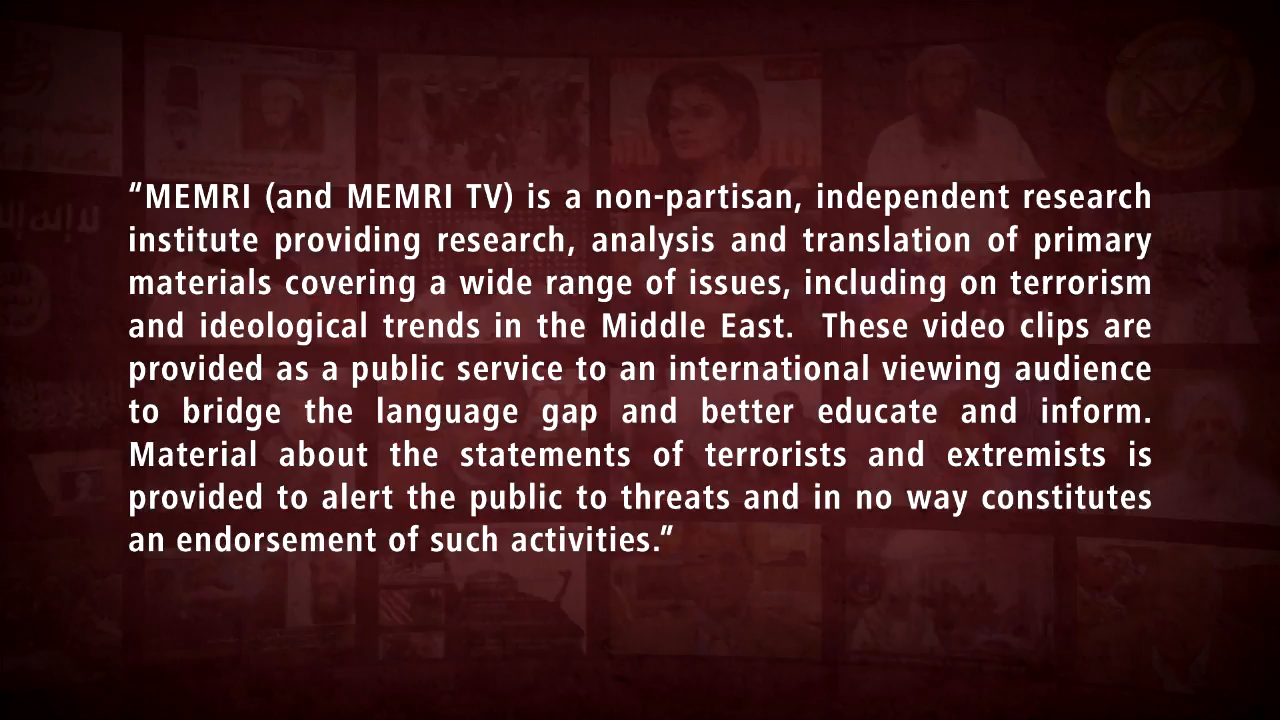 “MEMRI (and MEMRI TV) is a non-partisan, independent research
institute providing research, analysis and translation of primary
materials covering a wide range of issues, including on terrorism
and ideological trends in the Middle East.  These video clips are
provided as a public service to an international viewing audience
to bridge the language gap and better educate and inform.
Material about the statements of terrorists and extremists is
provided to alert the public to threats and in no way constitutes
an endorsement of such activities.”